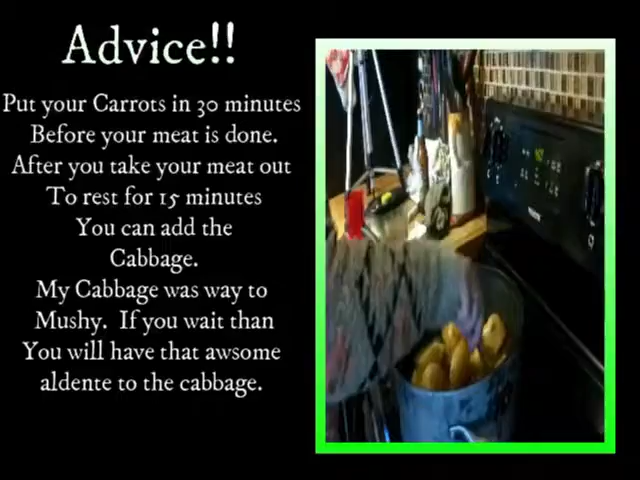 Advice!!
Put your Carrots in 30 minutes
Before your meat is done.
After you take your meat out
To rest for 15 minutes
You can add the
Cabbage.
My Cabbage was way to
Mushy. If you wait than
You will have that awsome
aldente to the cabbage.